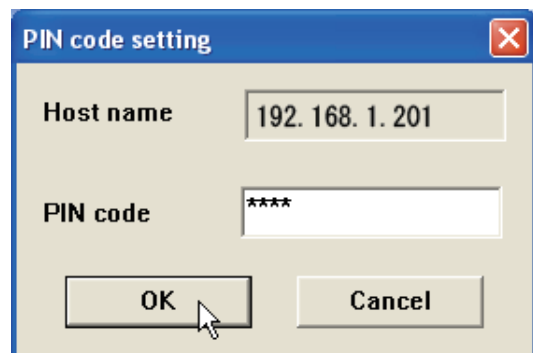 PIN code setting
Host name 192. 168. 1. 201
PIN code ****
OK Cancel